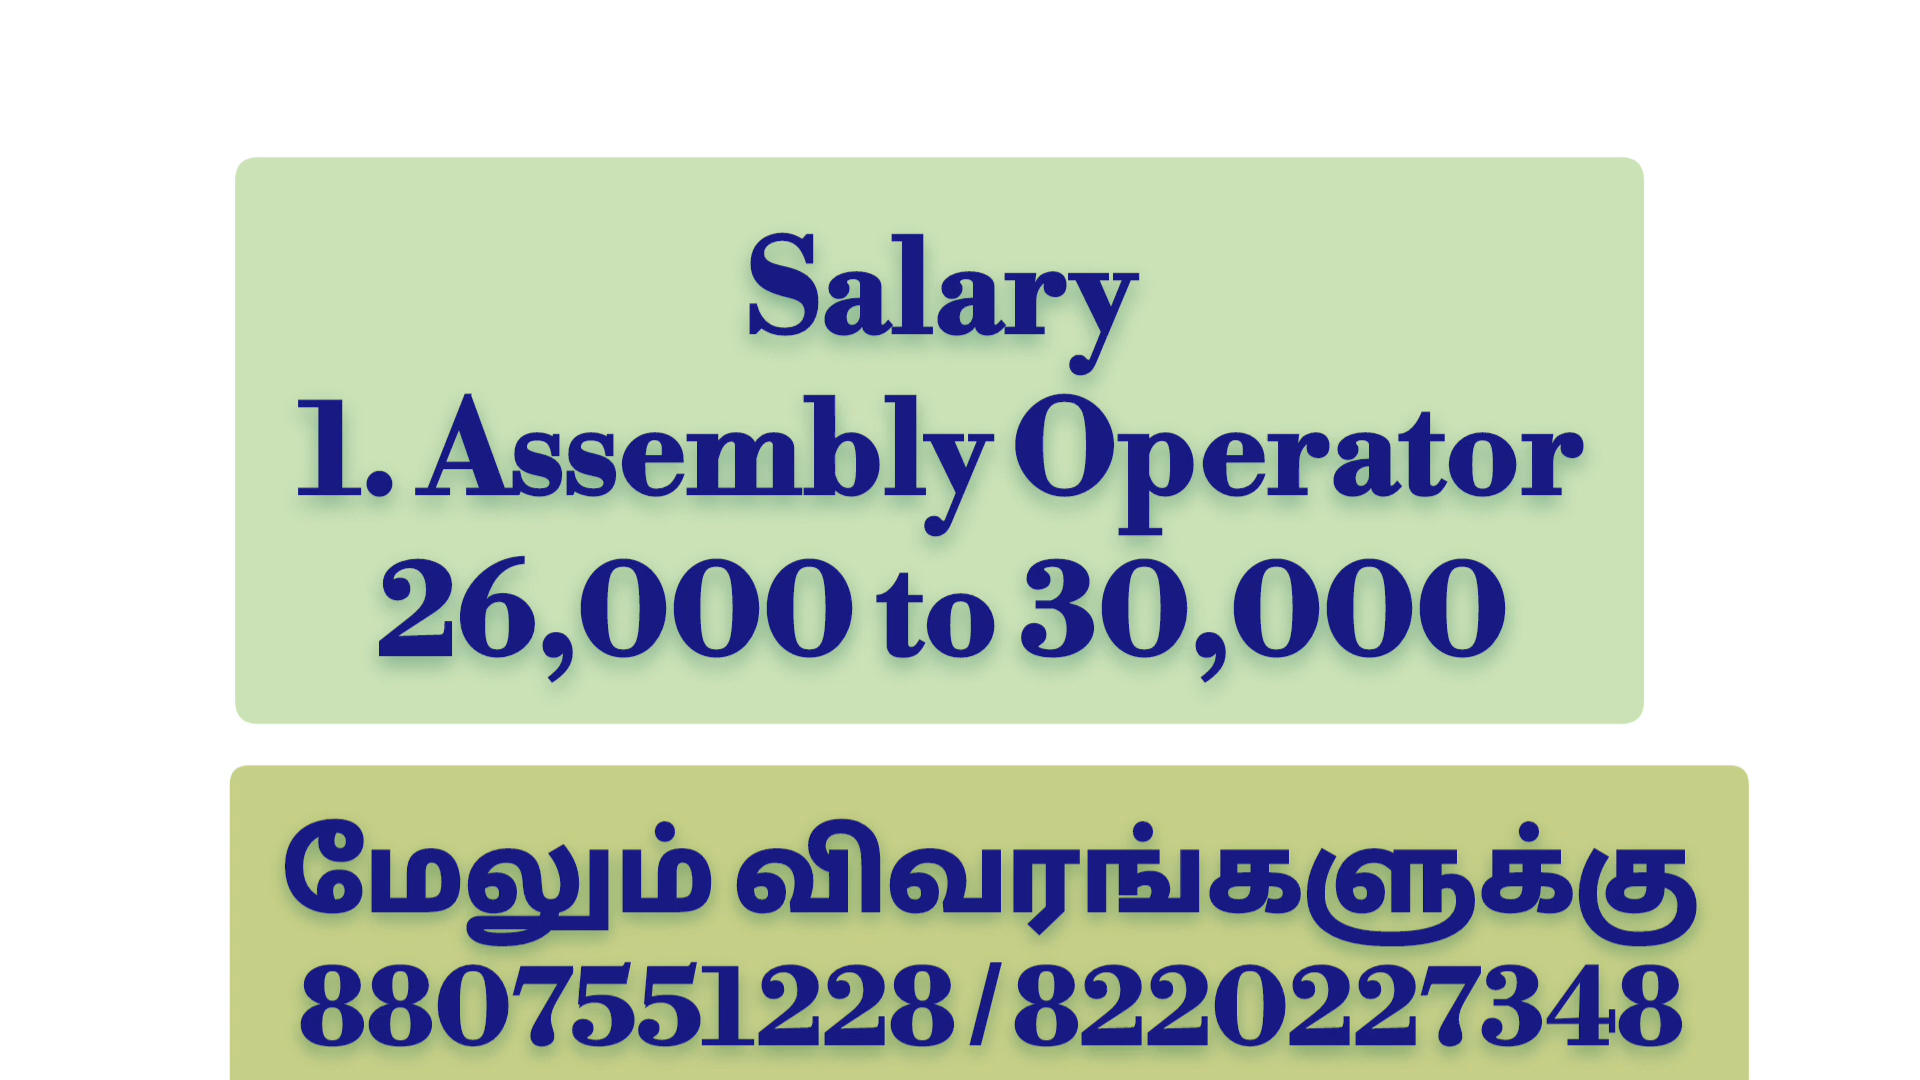 Salary
1. Assembly Operator
26,000 to 30,000
மேலும் விவரங்களுக்கு
8807551228 / 8220227348